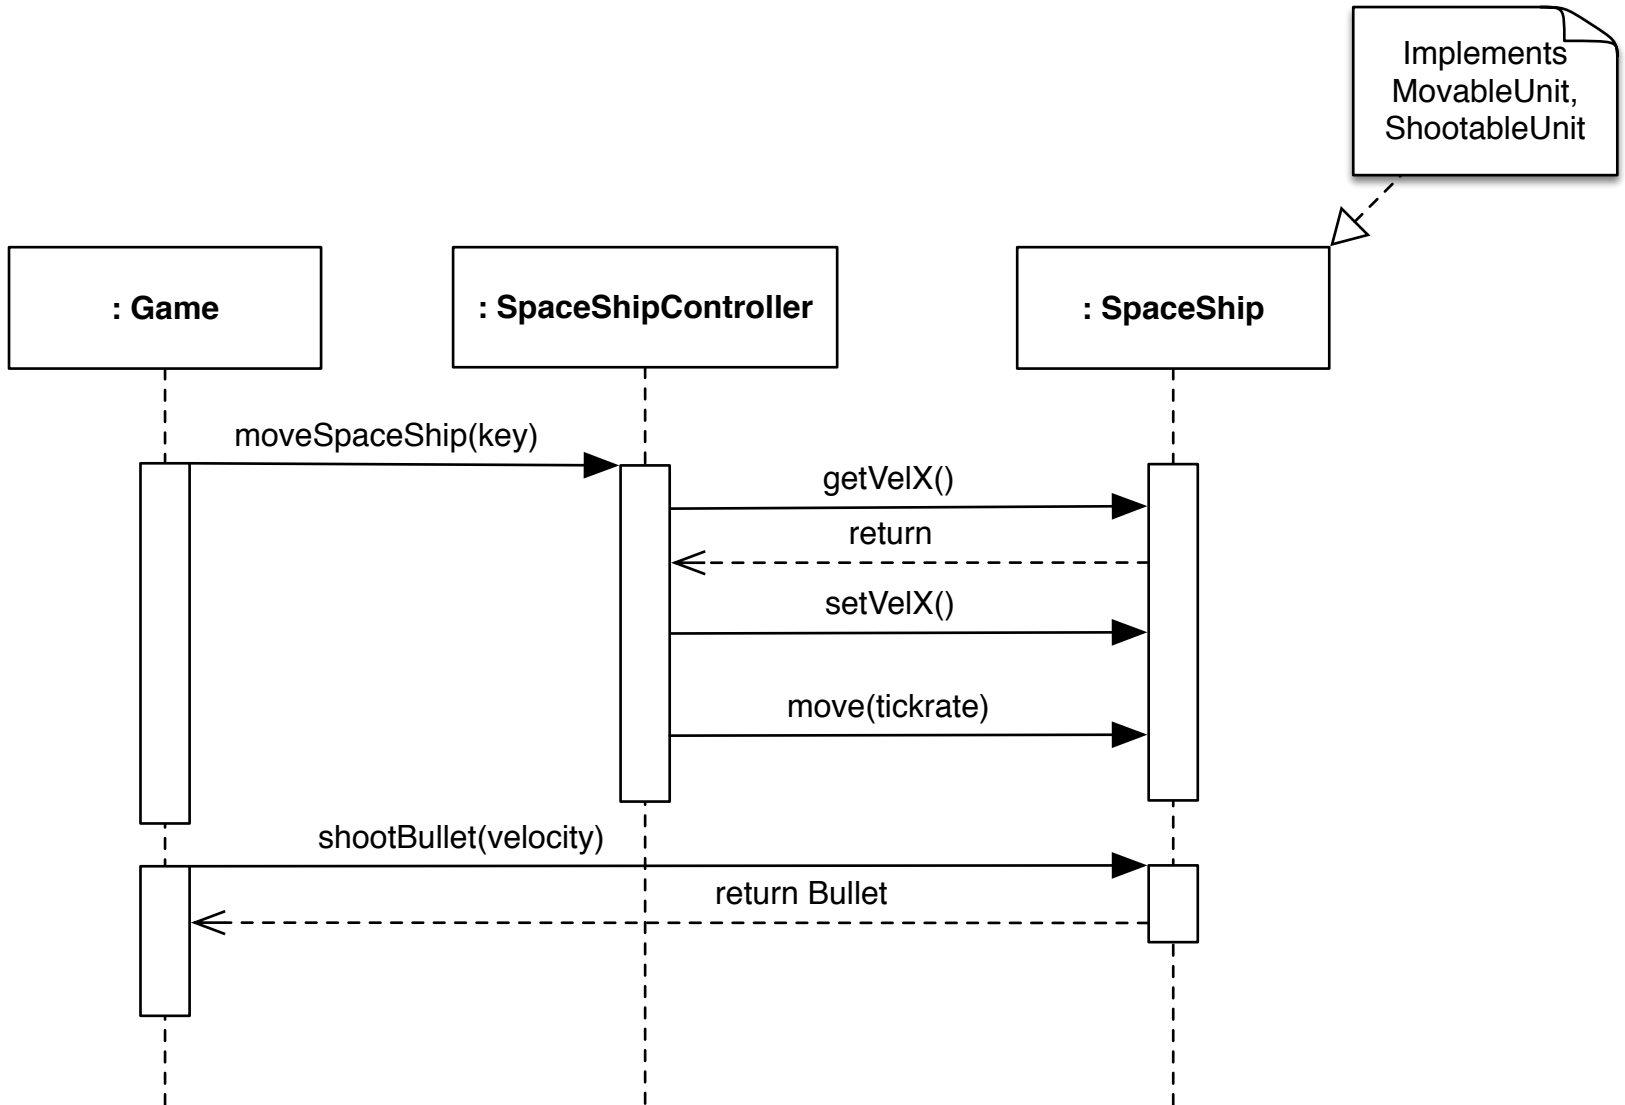 Implements
MovableUnit,
ShootableUnit
: Game
: SpaceShipController
: SpaceShip
moveSpaceShip(key)
getVelX()
return
setVelX()
move(tickrate)
shootBullet(velocity)
return Bullet